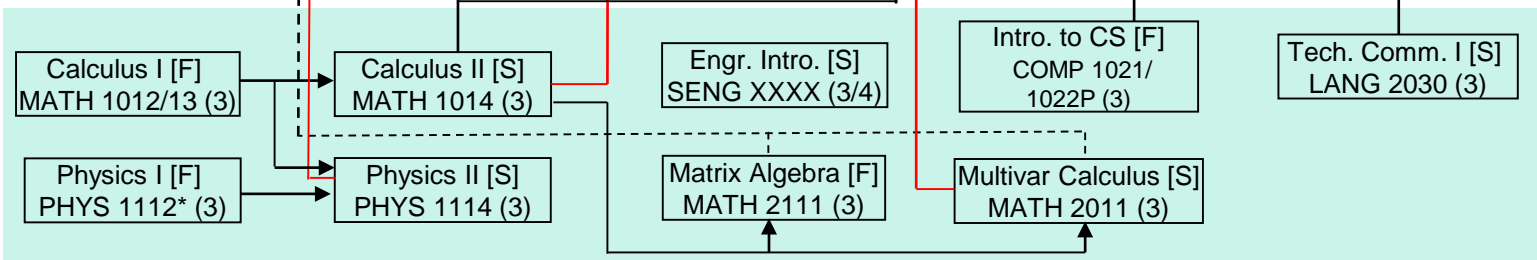 Calculus I [F]
MATH 1012/13 (3)
Calculus II [S]
MATH 1014 (3)
Engr. Intro. [S]
SENG XXXX (3/4)
Intro. to CS [F]
COMP 1021/
1022P (3)
Tech. Comm. I [S]
LANG 2030 (3)
Physics I [F]
PHYS 1112* (3)
Physics II [S]
PHYS 1114 (3)
Matrix Algebra [F]
MATH 2111 (3)
Multivar Calculus [S]
MATH 2011 (3)